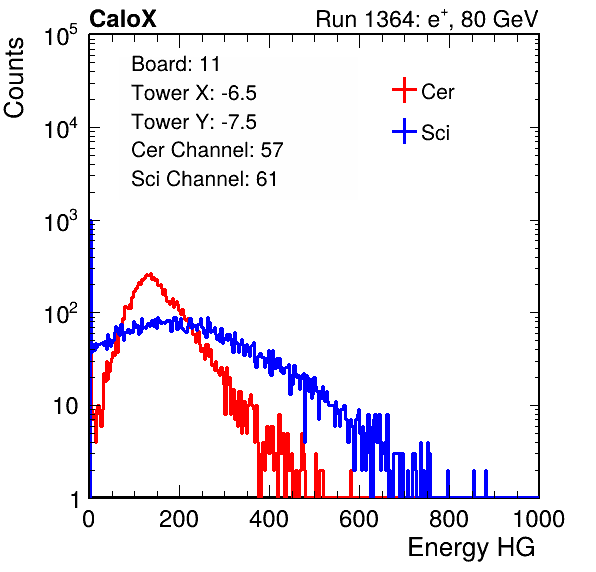 CaloX Run 1364: e⁺, 80 GeV
Counts
Board: 11
Tower X: -6.5
Tower Y: -7.5
Cer Channel: 57
Sci Channel: 61
Cer
Sci
10⁵
10⁴
10³
10²
10
1
0 200 400 600 800 1000
Energy HG